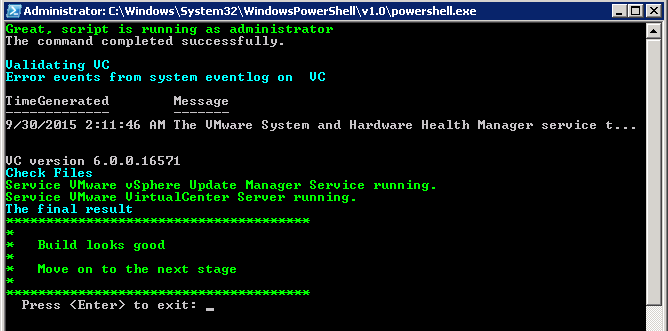 Administrator: C:\Windows\System32\WindowsPowerShell\v1.0\powershell.exe
Great, script is running as administrator
The command completed successfully.
Validating VC
Error events from system eventlog on  VC
TimeGenerated        Message
-------------        -------
9/30/2015 2:11:46 AM The VMware System and Hardware Health Manager service t...
VC version 6.0.0.16571
Check Files
Service VMware vSphere Update Manager Service running.
Service VMware VirtualCenter Server running.
The final result
**************************************
*
*   Build looks good
*
*   Move on to the next stage
*
**************************************
  Press <Enter> to exit: _